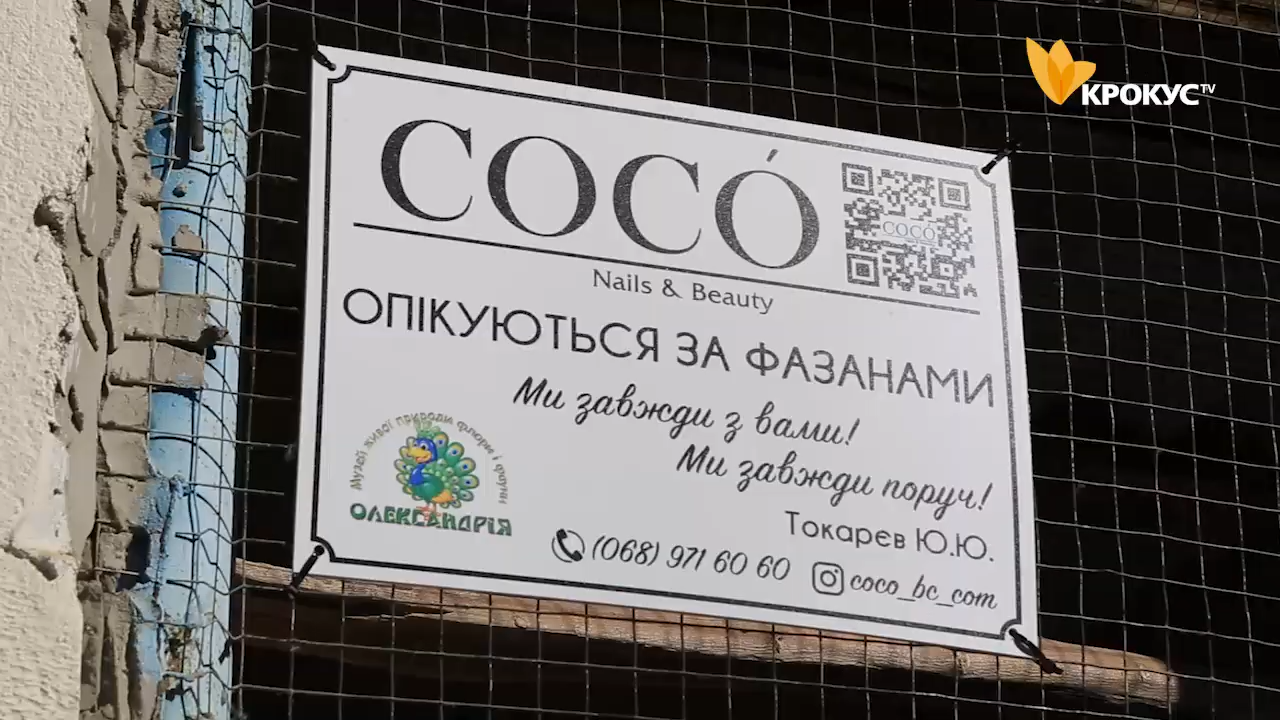 КРОКУС TV
COCÓ
COCÓ
Nails & Beauty
ОПІКУЮТЬСЯ ЗА ФАЗАНАМИ
Ми завжди з вами!
Ми завжди поруч!
Музей живої природи флори і фауни
ОЛЕКСАНДРІЯ
Токарев Ю.Ю.
(068) 971 60 60
coco_bc_com